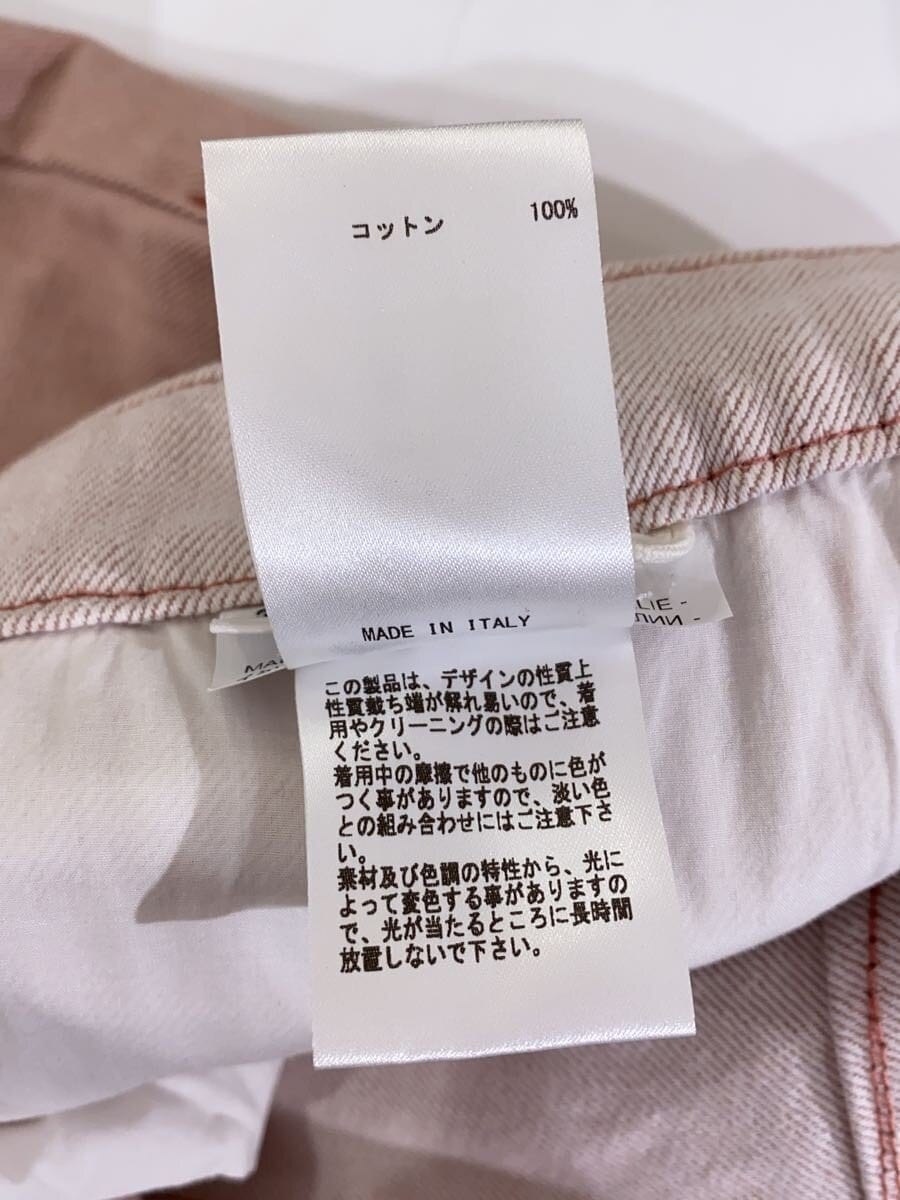 コットン 100%
MADE IN ITALY
LIE -
この製品は、デザインの性質上
性質裁ち端が解れ易いので、着
用やクリーニングの際はご注意
ください。
着用中の摩擦で他のものに色が
つく事がありますので、淡い色
との組み合わせにはご注意下さ
い。
素材及び色調の特性から、光に
よって変色する事がありますの
で、光が当たるところに長時間
放置しないで下さい。